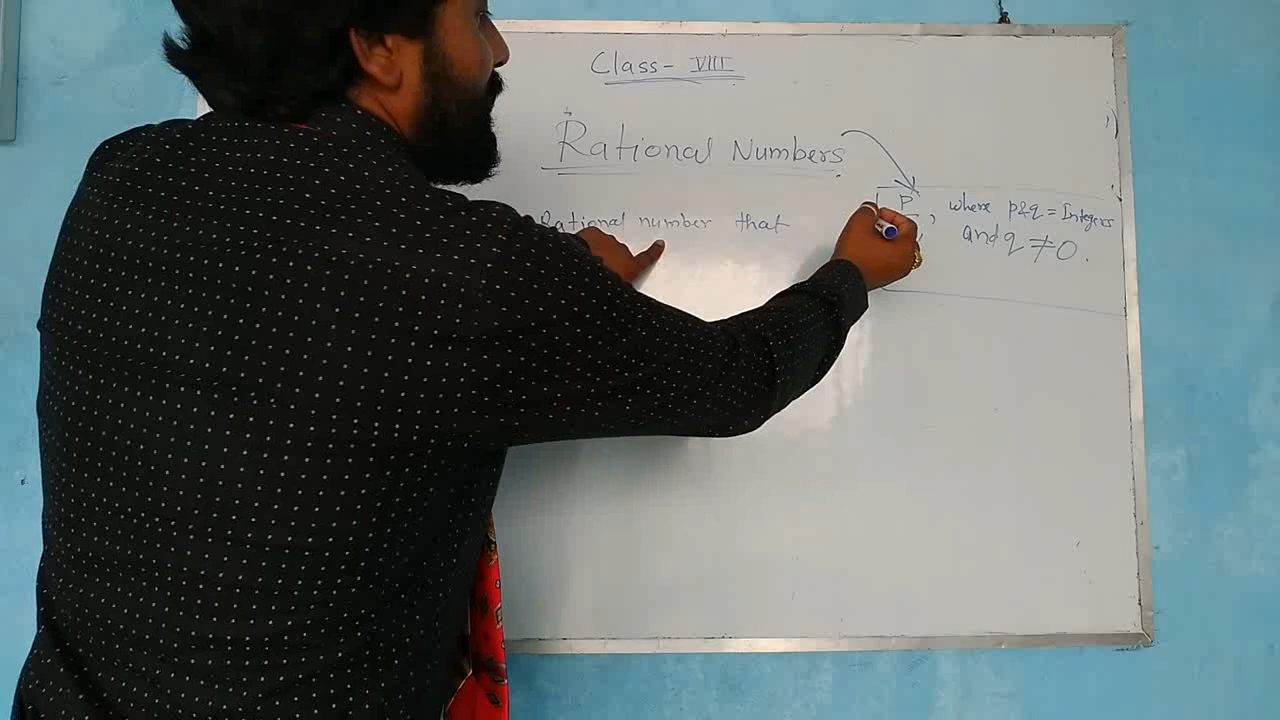 Class- VIII
Rational Numbers
Rational number that
P , where p&q = Integers
and q ≠ 0.